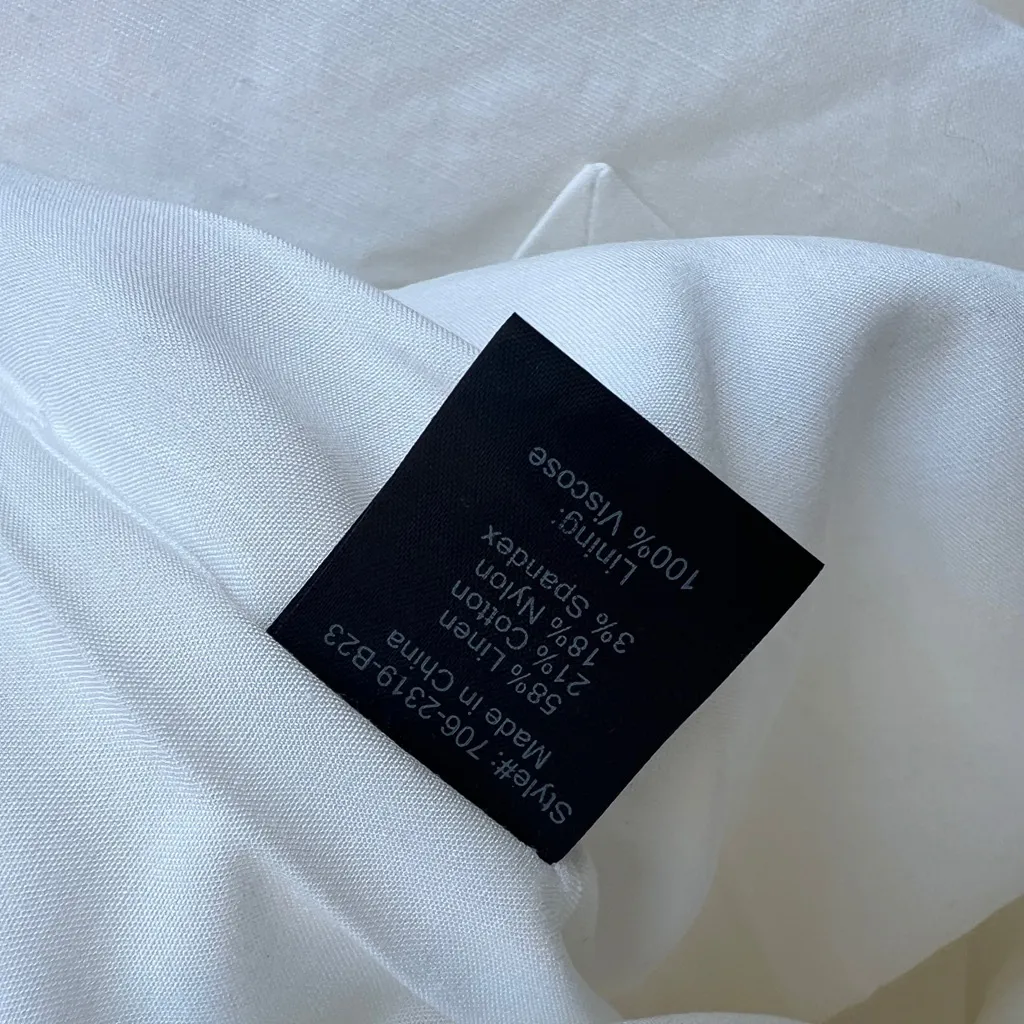 Style#: 706-2319-B23
Made in China
58% Linen
21% Cotton
18% Nylon
3% Spandex
Lining:
100% Viscose